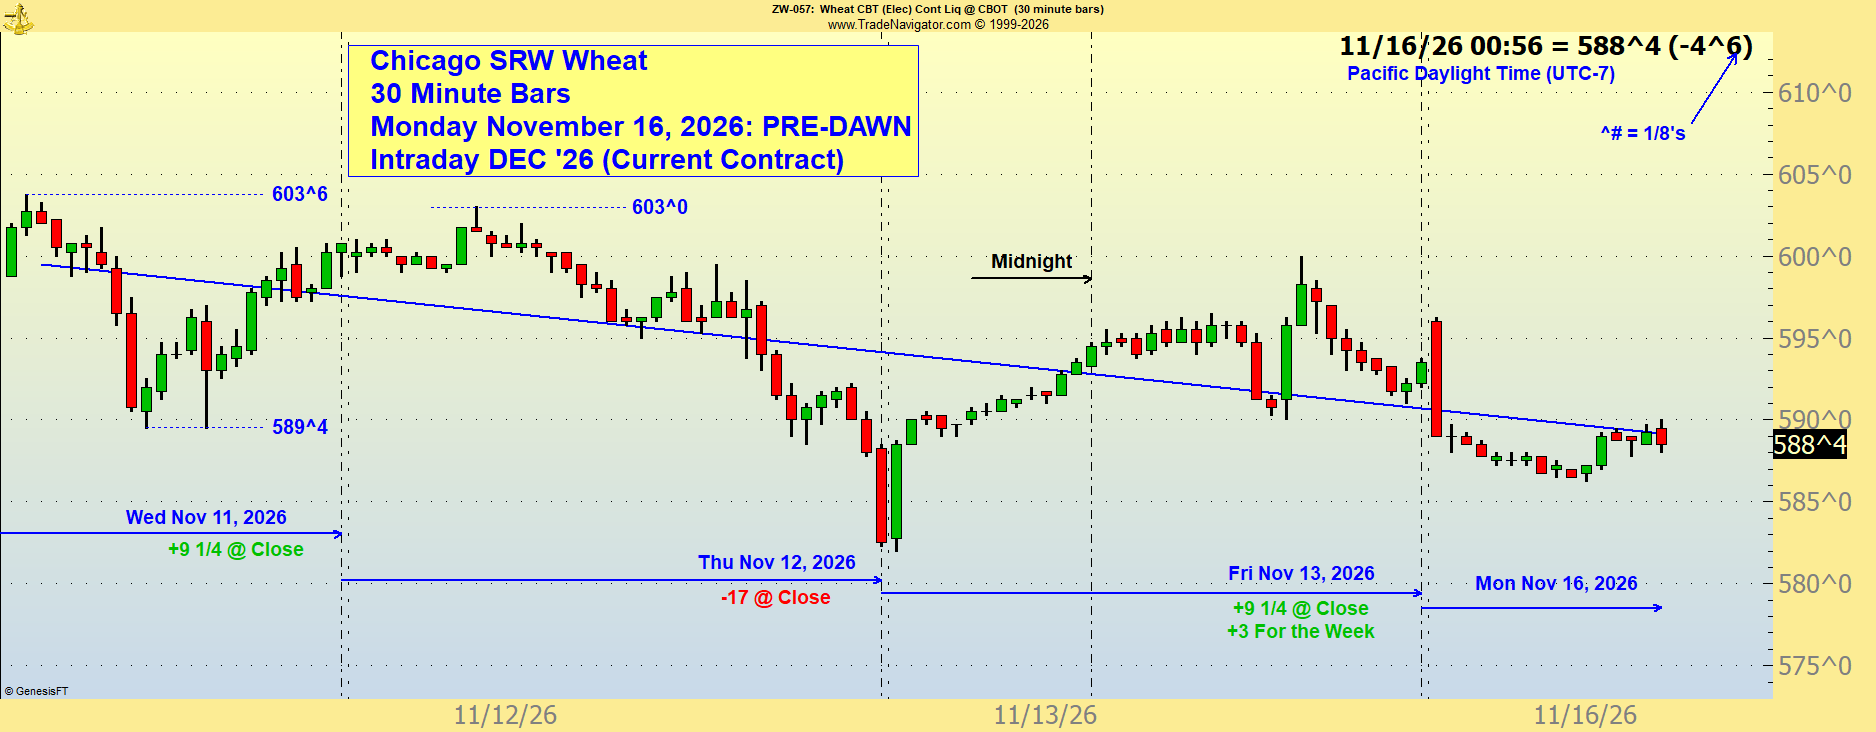 ZW-057: Wheat CBT (Elec) Cont Liq @ CBOT (30 minute bars)
www.TradeNavigator.com © 1999-2026
Chicago SRW Wheat
30 Minute Bars
Monday November 16, 2026: PRE-DAWN
Intraday DEC '26 (Current Contract)
11/16/26 00:56 = 588^4 (-4^6)
Pacific Daylight Time (UTC-7)
^# = 1/8's
610^0
605^0
600^0
595^0
590^0
588^4
585^0
580^0
575^0
603^6
603^0
Midnight
589^4
Wed Nov 11, 2026
+9 1/4 @ Close
Thu Nov 12, 2026
-17 @ Close
Fri Nov 13, 2026
+9 1/4 @ Close
+3 For the Week
Mon Nov 16, 2026
© GenesisFT
11/12/26
11/13/26
11/16/26